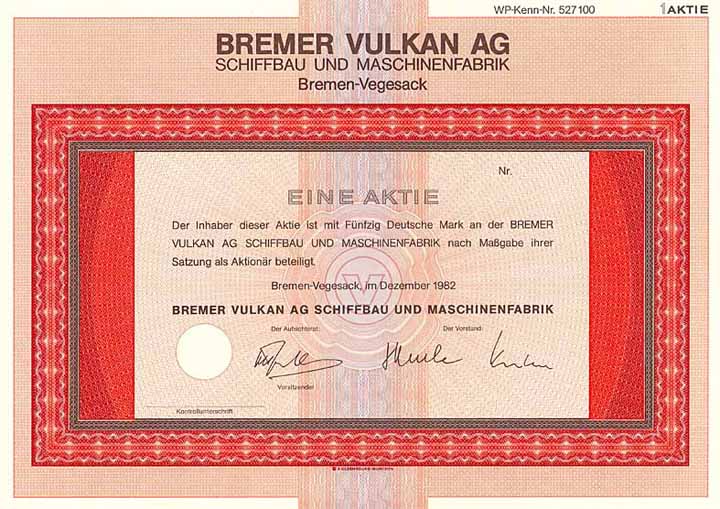 WP-Kenn-Nr. 527100
1 AKTIE
BREMER VULKAN AG
SCHIFFBAU UND MASCHINENFABRIK
Bremen-Vegesack
Nr.
EINE AKTIE
Der Inhaber dieser Aktie ist mit Fünfzig Deutsche Mark an der BREMER
VULKAN AG SCHIFFBAU UND MASCHINENFABRIK nach Maßgabe ihrer
Satzung als Aktionär beteiligt.
Bremen-Vegesack, im Dezember 1982
BREMER VULKAN AG SCHIFFBAU UND MASCHINENFABRIK
Der Aufsichtsrat:
Der Vorstand:
Vorsitzender
Kontrollunterschrift